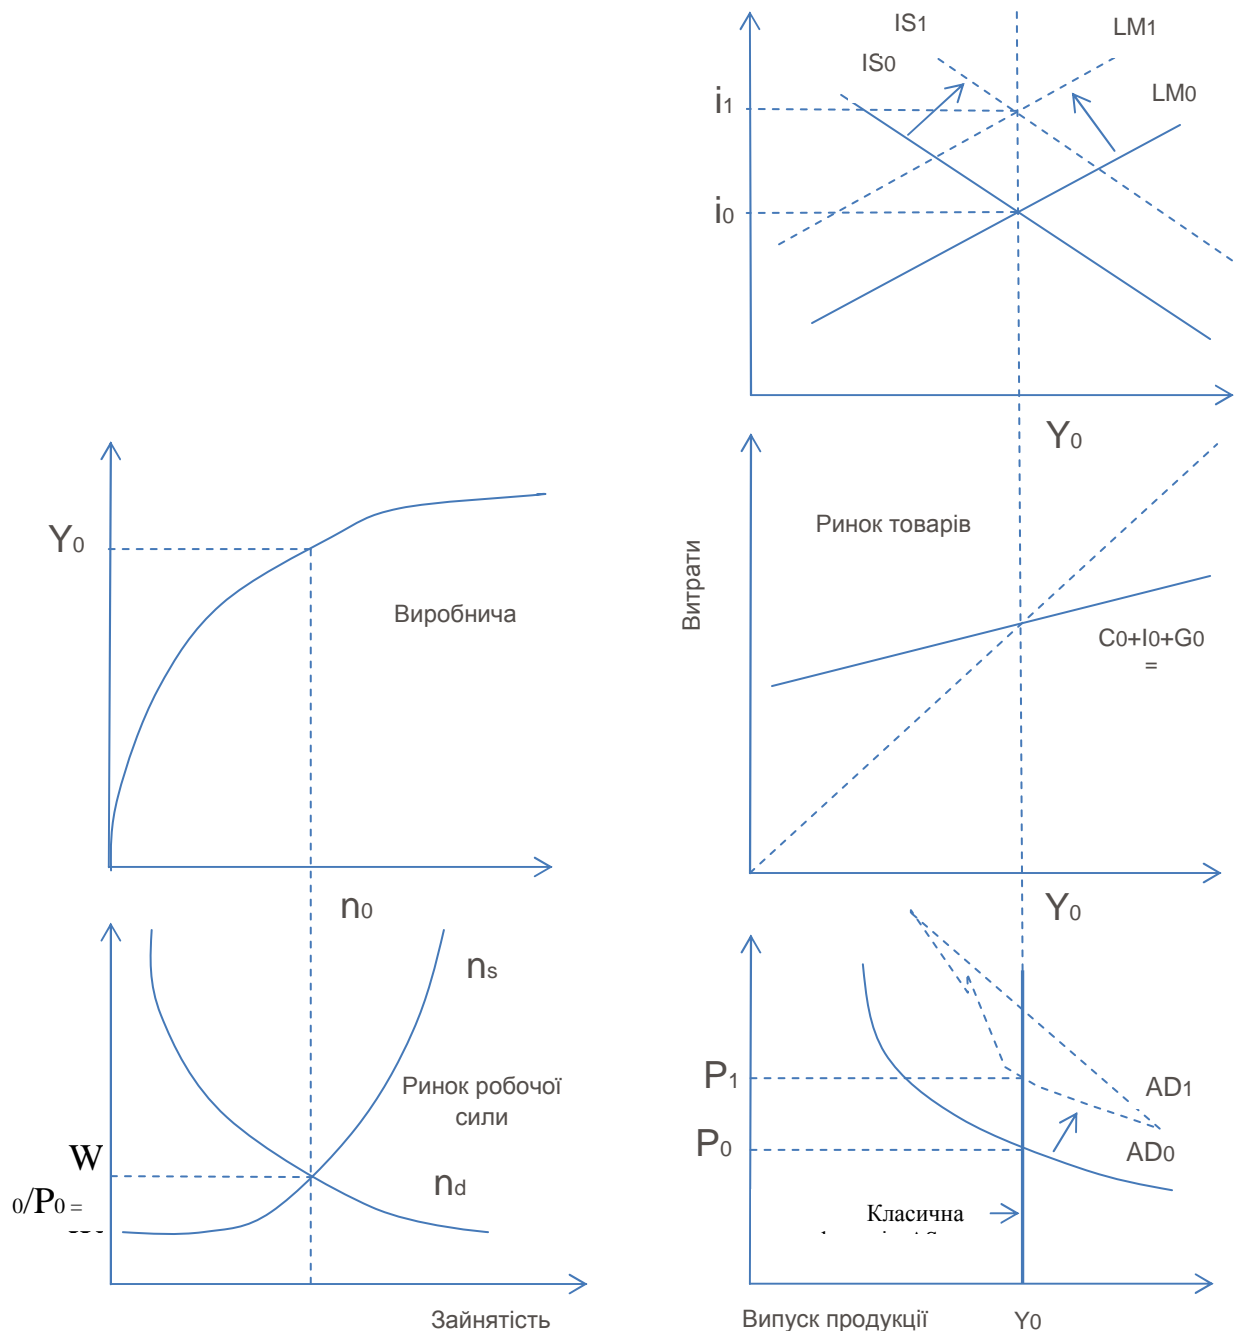 IS1
LM1
IS0
i1
LM0
i0
Y0
Y0
Ринок товарів
Виробнича
Витрати
C0+I0+G0
=
n0
Y0
ns
P1
AD1
Ринок робочої
сили
P0
AD0
W
nd
0/P0 =
Класична
Зайнятість
Випуск продукції
Y0